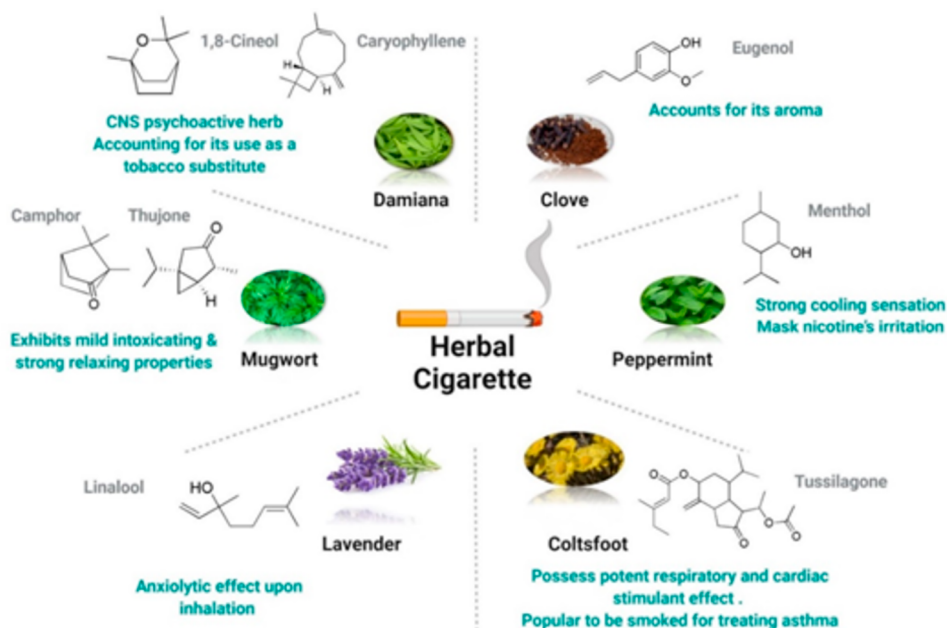 1,8-Cineol
Caryophyllene
O
H
H
CNS psychoactive herb
Accounting for its use as a
tobacco substitute
Damiana
Eugenol
OH
O
Accounts for its aroma
Clove
Camphor
Thujone
O
O
H
Exhibits mild intoxicating &
strong relaxing properties
Mugwort
Herbal
Cigarette
Menthol
OH
Strong cooling sensation
Mask nicotine's irritation
Peppermint
Linalool
HO
Lavender
Anxiolytic effect upon
inhalation
Tussilagone
O
O
O
O
O
Coltsfoot
Possess potent respiratory and cardiac
stimulant effect .
Popular to be smoked for treating asthma